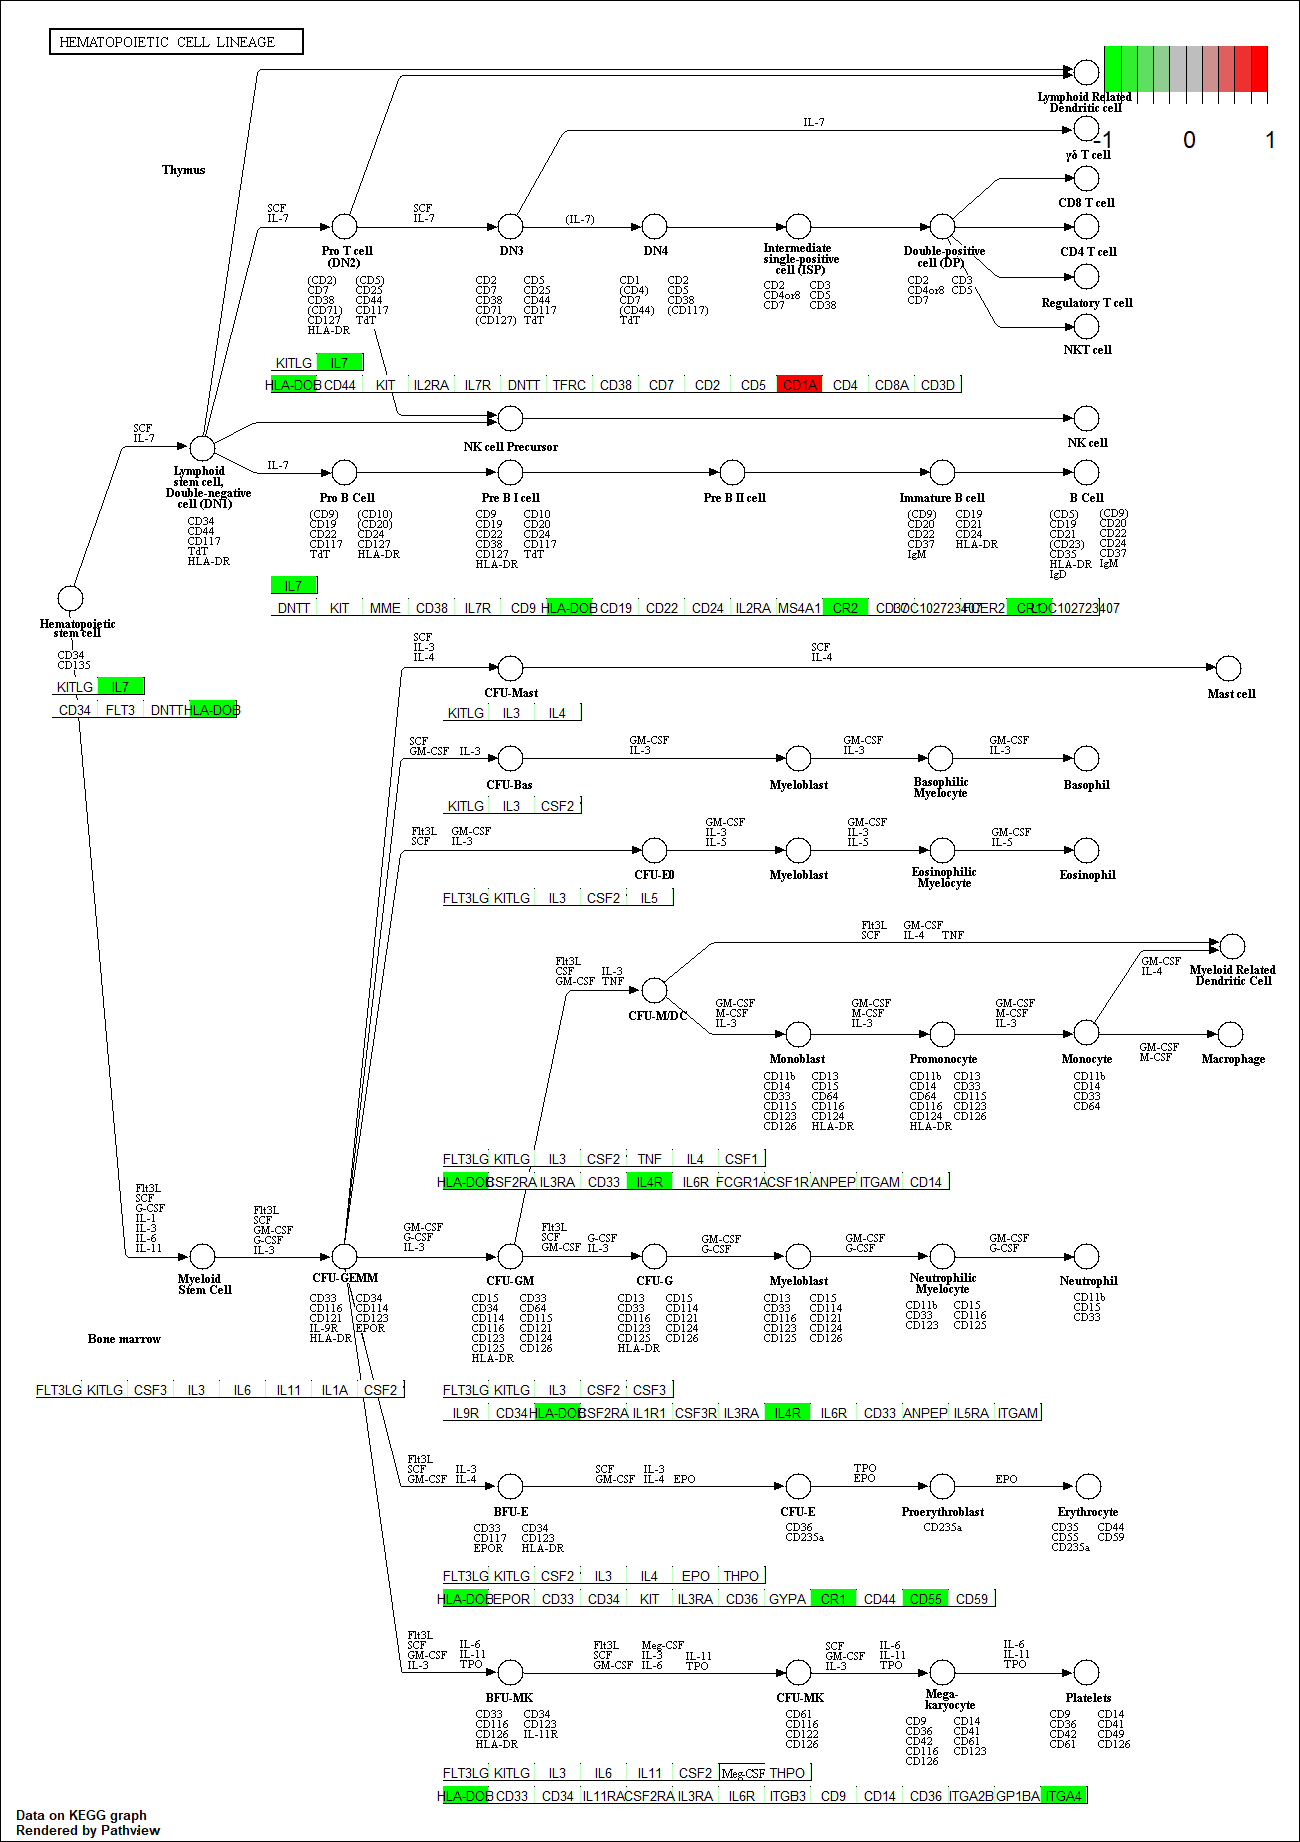 HEMATOPOIETIC CELL LINEAGE
-1 0 1
Lymphoid Related
Dendritic cell
IL-7
γδ T cell
Thymus
CD8 T cell
SCF
IL-7
SCF
IL-7
(IL-7)
Pro T cell
(DN2)
DN3
DN4
Intermediate
single-positive
cell (ISP)
Double-positive
cell (DP)
CD4 T cell
(CD2) (CD5)
CD7 CD25
CD38 CD44
(CD71) CD117
CD127 TdT
HLA-DR
CD2 CD5
CD7 CD25
CD38 CD44
CD71 CD117
(CD127) TdT
CD1 CD2
(CD4) CD5
CD7 CD38
(CD44) (CD117)
TdT
CD2 CD3
CD4or8 CD5
CD7 CD38
CD2 CD3
CD4or8 CD5
CD7
Regulatory T cell
NKT cell
KITLG IL7
HLA-DOB CD44 KIT IL2RA IL7R DNTT TFRC CD38 CD7 CD2 CD5 CD1A CD4 CD8A CD3D
SCF
IL-7
NK cell Precursor
NK cell
IL-7
Lymphoid
stem cell,
Double-negative
cell (DN1)
CD34
CD44
CD117
TdT
HLA-DR
Pro B Cell
Pre B I cell
Pre B II cell
Immature B cell
B Cell
(CD9) (CD10)
CD19 (CD20)
CD22 CD24
CD117 CD127
TdT HLA-DR
CD9 CD10
CD19 CD20
CD22 CD24
CD38 CD117
CD127 TdT
HLA-DR
(CD9) CD19
CD20 CD21
CD22 CD24
CD37 HLA-DR
IgM
(CD5) (CD9)
CD19 CD20
CD21 CD22
(CD23) CD24
CD35 CD37
HLA-DR IgM
IgD
IL7
DNTT KIT MME CD38 IL7R CD9 HLA-DOB CD19 CD22 CD24 IL2RA MS4A1 CR2 CD37 LOC102723407 FCER2 CR1 LOC102723407
Hematopoietic
stem cell
CD34
CD135
KITLG IL7
CD34 FLT3 DNTT HLA-DOB
SCF
IL-3
IL-4
SCF
IL-4
CFU-Mast
Mast cell
KITLG IL3 IL4
SCF
GM-CSF IL-3
GM-CSF
IL-3
GM-CSF
IL-3
GM-CSF
IL-3
CFU-Bas
Myeloblast
Basophilic
Myelocyte
Basophil
KITLG IL3 CSF2
Flt3L GM-CSF
SCF IL-3
GM-CSF
IL-3
IL-5
GM-CSF
IL-3
IL-5
GM-CSF
IL-5
CFU-E0
Myeloblast
Eosinophilic
Myelocyte
Eosinophil
FLT3LG KITLG IL3 CSF2 IL5
Flt3L GM-CSF
SCF IL-4 TNF
Flt3L
CSF IL-3
GM-CSF TNF
GM-CSF
IL-4
Myeloid Related
Dendritic Cell
CFU-M/DC
GM-CSF
M-CSF
IL-3
GM-CSF
M-CSF
IL-3
GM-CSF
M-CSF
IL-3
GM-CSF
M-CSF
Monoblast
Promonocyte
Monocyte
Macrophage
CD11b CD13
CD14 CD15
CD33 CD64
CD115 CD116
CD123 CD124
CD126 HLA-DR
CD11b CD13
CD14 CD33
CD64 CD115
CD116 CD123
CD124 CD126
HLA-DR
CD11b
CD14
CD33
CD64
FLT3LG KITLG IL3 CSF2 TNF IL4 CSF1
HLA-DOB CSF2RA IL3RA CD33 IL4R IL6R FCGR1A CSF1R ANPEP ITGAM CD14
Flt3L
SCF
G-CSF
IL-1
IL-3
IL-6
IL-11
Flt3L
SCF
GM-CSF
G-CSF
IL-3
GM-CSF
G-CSF
IL-3
Flt3L
SCF G-CSF
GM-CSF IL-3
GM-CSF
G-CSF
GM-CSF
G-CSF
GM-CSF
G-CSF
Myeloid
Stem Cell
CFU-GEMM
CFU-GM
CFU-G
Myeloblast
Neutrophilic
Myelocyte
Neutrophil
CD33 CD34
CD116 CD114
CD121 CD123
IL-9R EPOR
HLA-DR
CD15 CD33
CD34 CD64
CD114 CD115
CD116 CD121
CD123 CD124
CD125 CD126
HLA-DR
CD13 CD15
CD33 CD114
CD116 CD121
CD123 CD124
CD125 CD126
HLA-DR
CD13 CD15
CD33 CD114
CD116 CD121
CD123 CD124
CD125 CD126
CD11b CD15
CD33 CD116
CD123 CD125
CD11b
CD15
CD33
Bone marrow
FLT3LG KITLG CSF3 IL3 IL6 IL11 IL1A CSF2
FLT3LG KITLG IL3 CSF2 CSF3
IL9R CD34 HLA-DOB CSF2RA IL1R1 CSF3R IL3RA IL4R IL6R CD33 ANPEP IL5RA ITGAM
Flt3L
SCF IL-3
GM-CSF IL-4
SCF IL-3
GM-CSF IL-4 EPO
TPO
EPO
EPO
BFU-E
CFU-E
Proerythroblast
Erythrocyte
CD33 CD34
CD117 CD123
EPOR HLA-DR
CD36
CD235a
CD235a
CD35 CD44
CD55 CD59
CD235a
FLT3LG KITLG CSF2 IL3 IL4 EPO THPO
HLA-DOB EPOR CD33 CD34 KIT IL3RA CD36 GYPA CR1 CD44 CD55 CD59
Flt3L
SCF IL-6
GM-CSF IL-11
IL-3 TPO
Flt3L Meg-CSF
SCF IL-3 IL-11
GM-CSF IL-6 TPO
SCF IL-6
GM-CSF IL-11
IL-3 TPO
IL-6
IL-11
TPO
BFU-MK
CFU-MK
Mega-
karyocyte
Platelets
CD33 CD34
CD116 CD123
CD126 IL-11R
HLA-DR
CD61
CD116
CD122
CD126
CD9 CD14
CD36 CD41
CD42 CD61
CD116 CD123
CD126
CD9 CD14
CD36 CD41
CD42 CD49
CD61 CD126
FLT3LG KITLG IL3 IL6 IL11 CSF2 Meg-CSF THPO
HLA-DOB CD33 CD34 IL11RA CSF2RA IL3RA IL6R ITGB3 CD9 CD14 CD36 ITGA2B GP1BA ITGA4
Data on KEGG graph
Rendered by Pathview